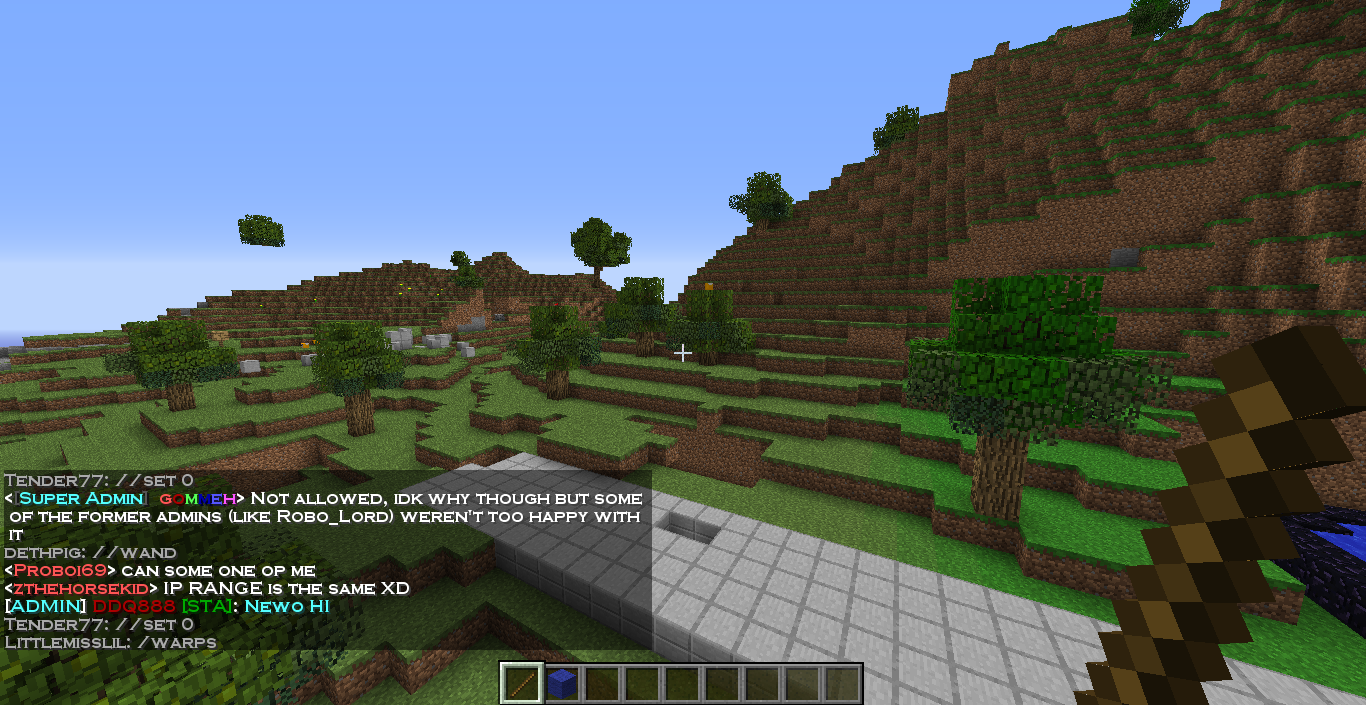 Tender77: //set 0
<[Super Admin] GOMMEH> Not allowed, idk why though but some
of the former admins (like Robo_Lord) weren't too happy with
it
dethpig: //wand
<Proboi69> can some one op me
<zthehorsekid> IP RANGE is the same XD
[ADMIN] DDQ888 [STA]: Newo HI
Tender77: //set 0
Littlemisslil: /warps